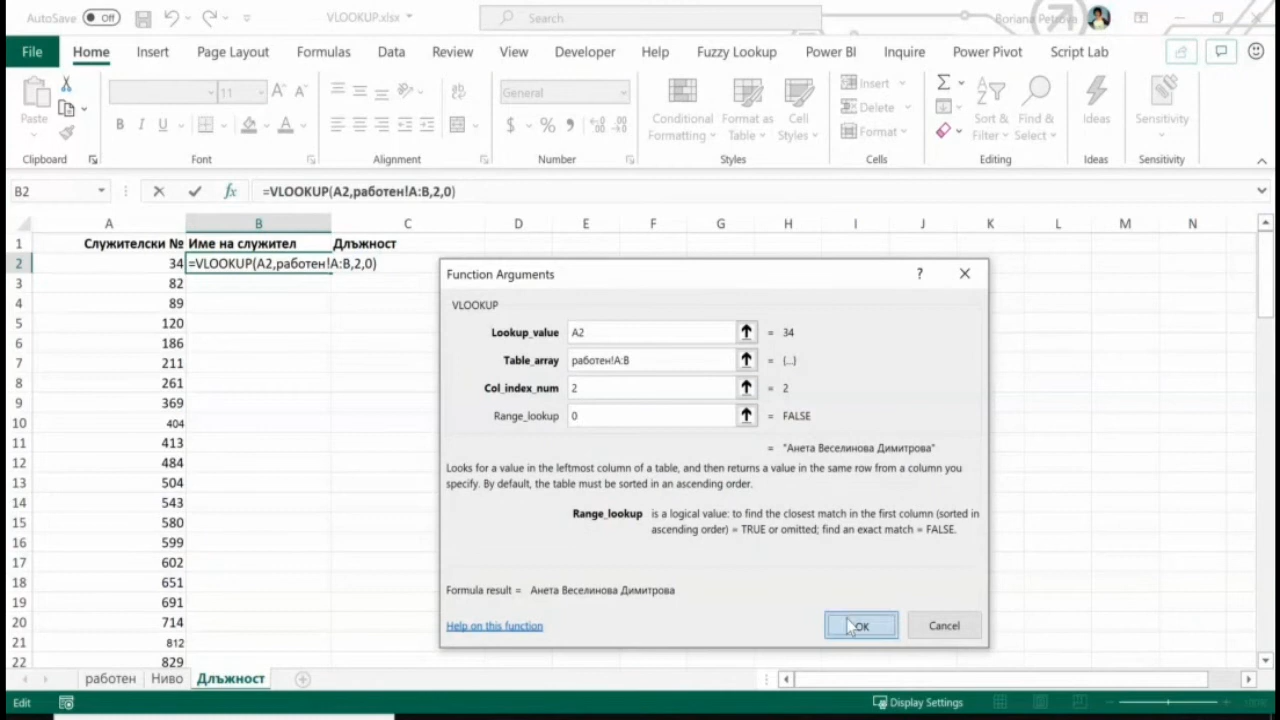 AutoSave Off VLOOKUP.xlsx Search Boriana Petrova
File Home Insert Page Layout Formulas Data Review View Developer Help Fuzzy Lookup Power BI Inquire Power Pivot Script Lab
Paste 11 General Conditional Formatting Format as Table Cell Styles Insert Delete Format Sort & Filter Find & Select Ideas Sensitivity
Clipboard Font Alignment Number Styles Cells Editing Ideas Sensitivity
B2 fx =VLOOKUP(A2,работен!A:B,2,0)
A B C D E F G H I J K L M N
1 Служителски № Име на служител Длъжност
2 34 =VLOOKUP(A2,работен!A:B,2,0)
3 82
4 89
5 120
6 186
7 211
8 261
9 369
10 404
11 413
12 484
13 504
14 543
15 580
16 599
17 602
18 651
19 691
20 714
21 812
22 829
Function Arguments ?
VLOOKUP
Lookup_value A2 = 34
Table_array работен!A:B = {...}
Col_index_num 2 = 2
Range_lookup 0 = FALSE
= "Анета Веселинова Димитрова"
Looks for a value in the leftmost column of a table, and then returns a value in the same row from a column you
specify. By default, the table must be sorted in an ascending order.
Range_lookup is a logical value: to find the closest match in the first column (sorted in
ascending order) = TRUE or omitted; find an exact match = FALSE.
Formula result = Анета Веселинова Димитрова
Help on this function OK Cancel
работен Ниво Длъжност
Edit Display Settings